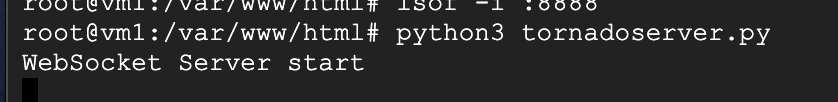 root@vm1:/var/www/html# lsof -i :8888
root@vm1:/var/www/html# python3 tornadoserver.py
WebSocket Server start